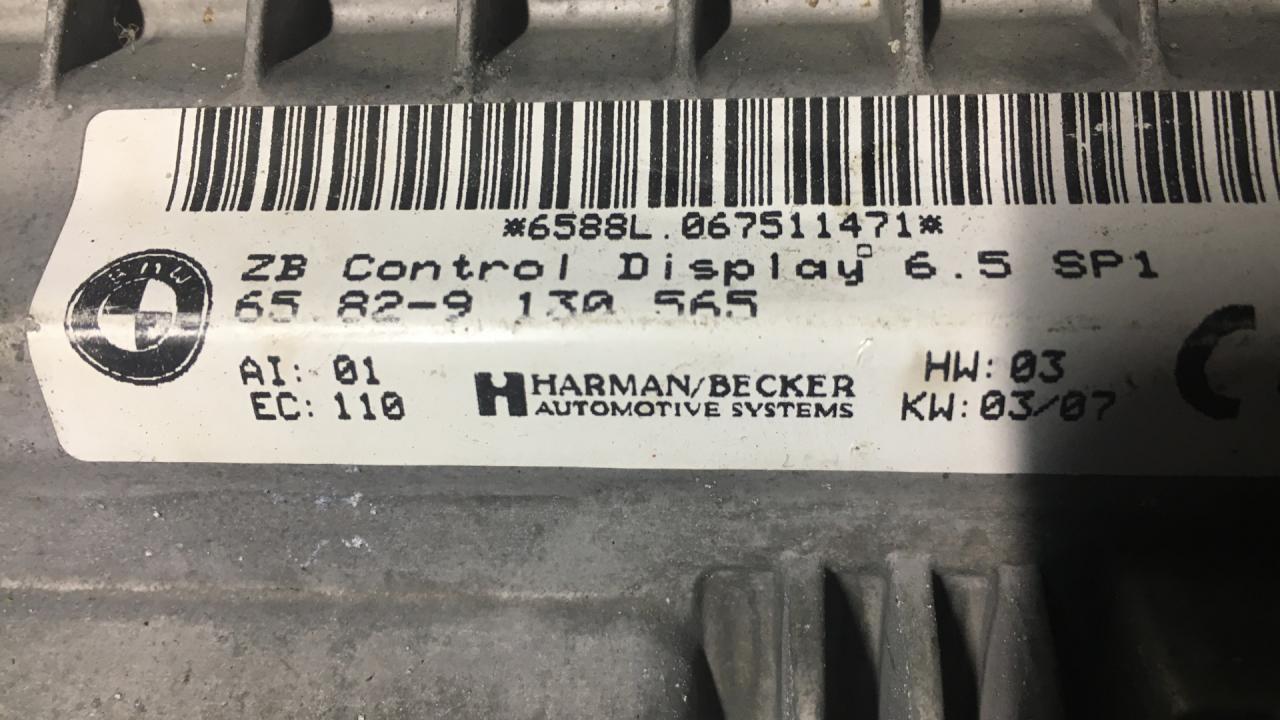 *6588L.067511471*
BMW
ZB Control Display 6.5 SP1
65 82-9 130 565
AI: 01
EC: 110
HARMAN/BECKER
AUTOMOTIVE SYSTEMS
HW: 03
KW: 03/07